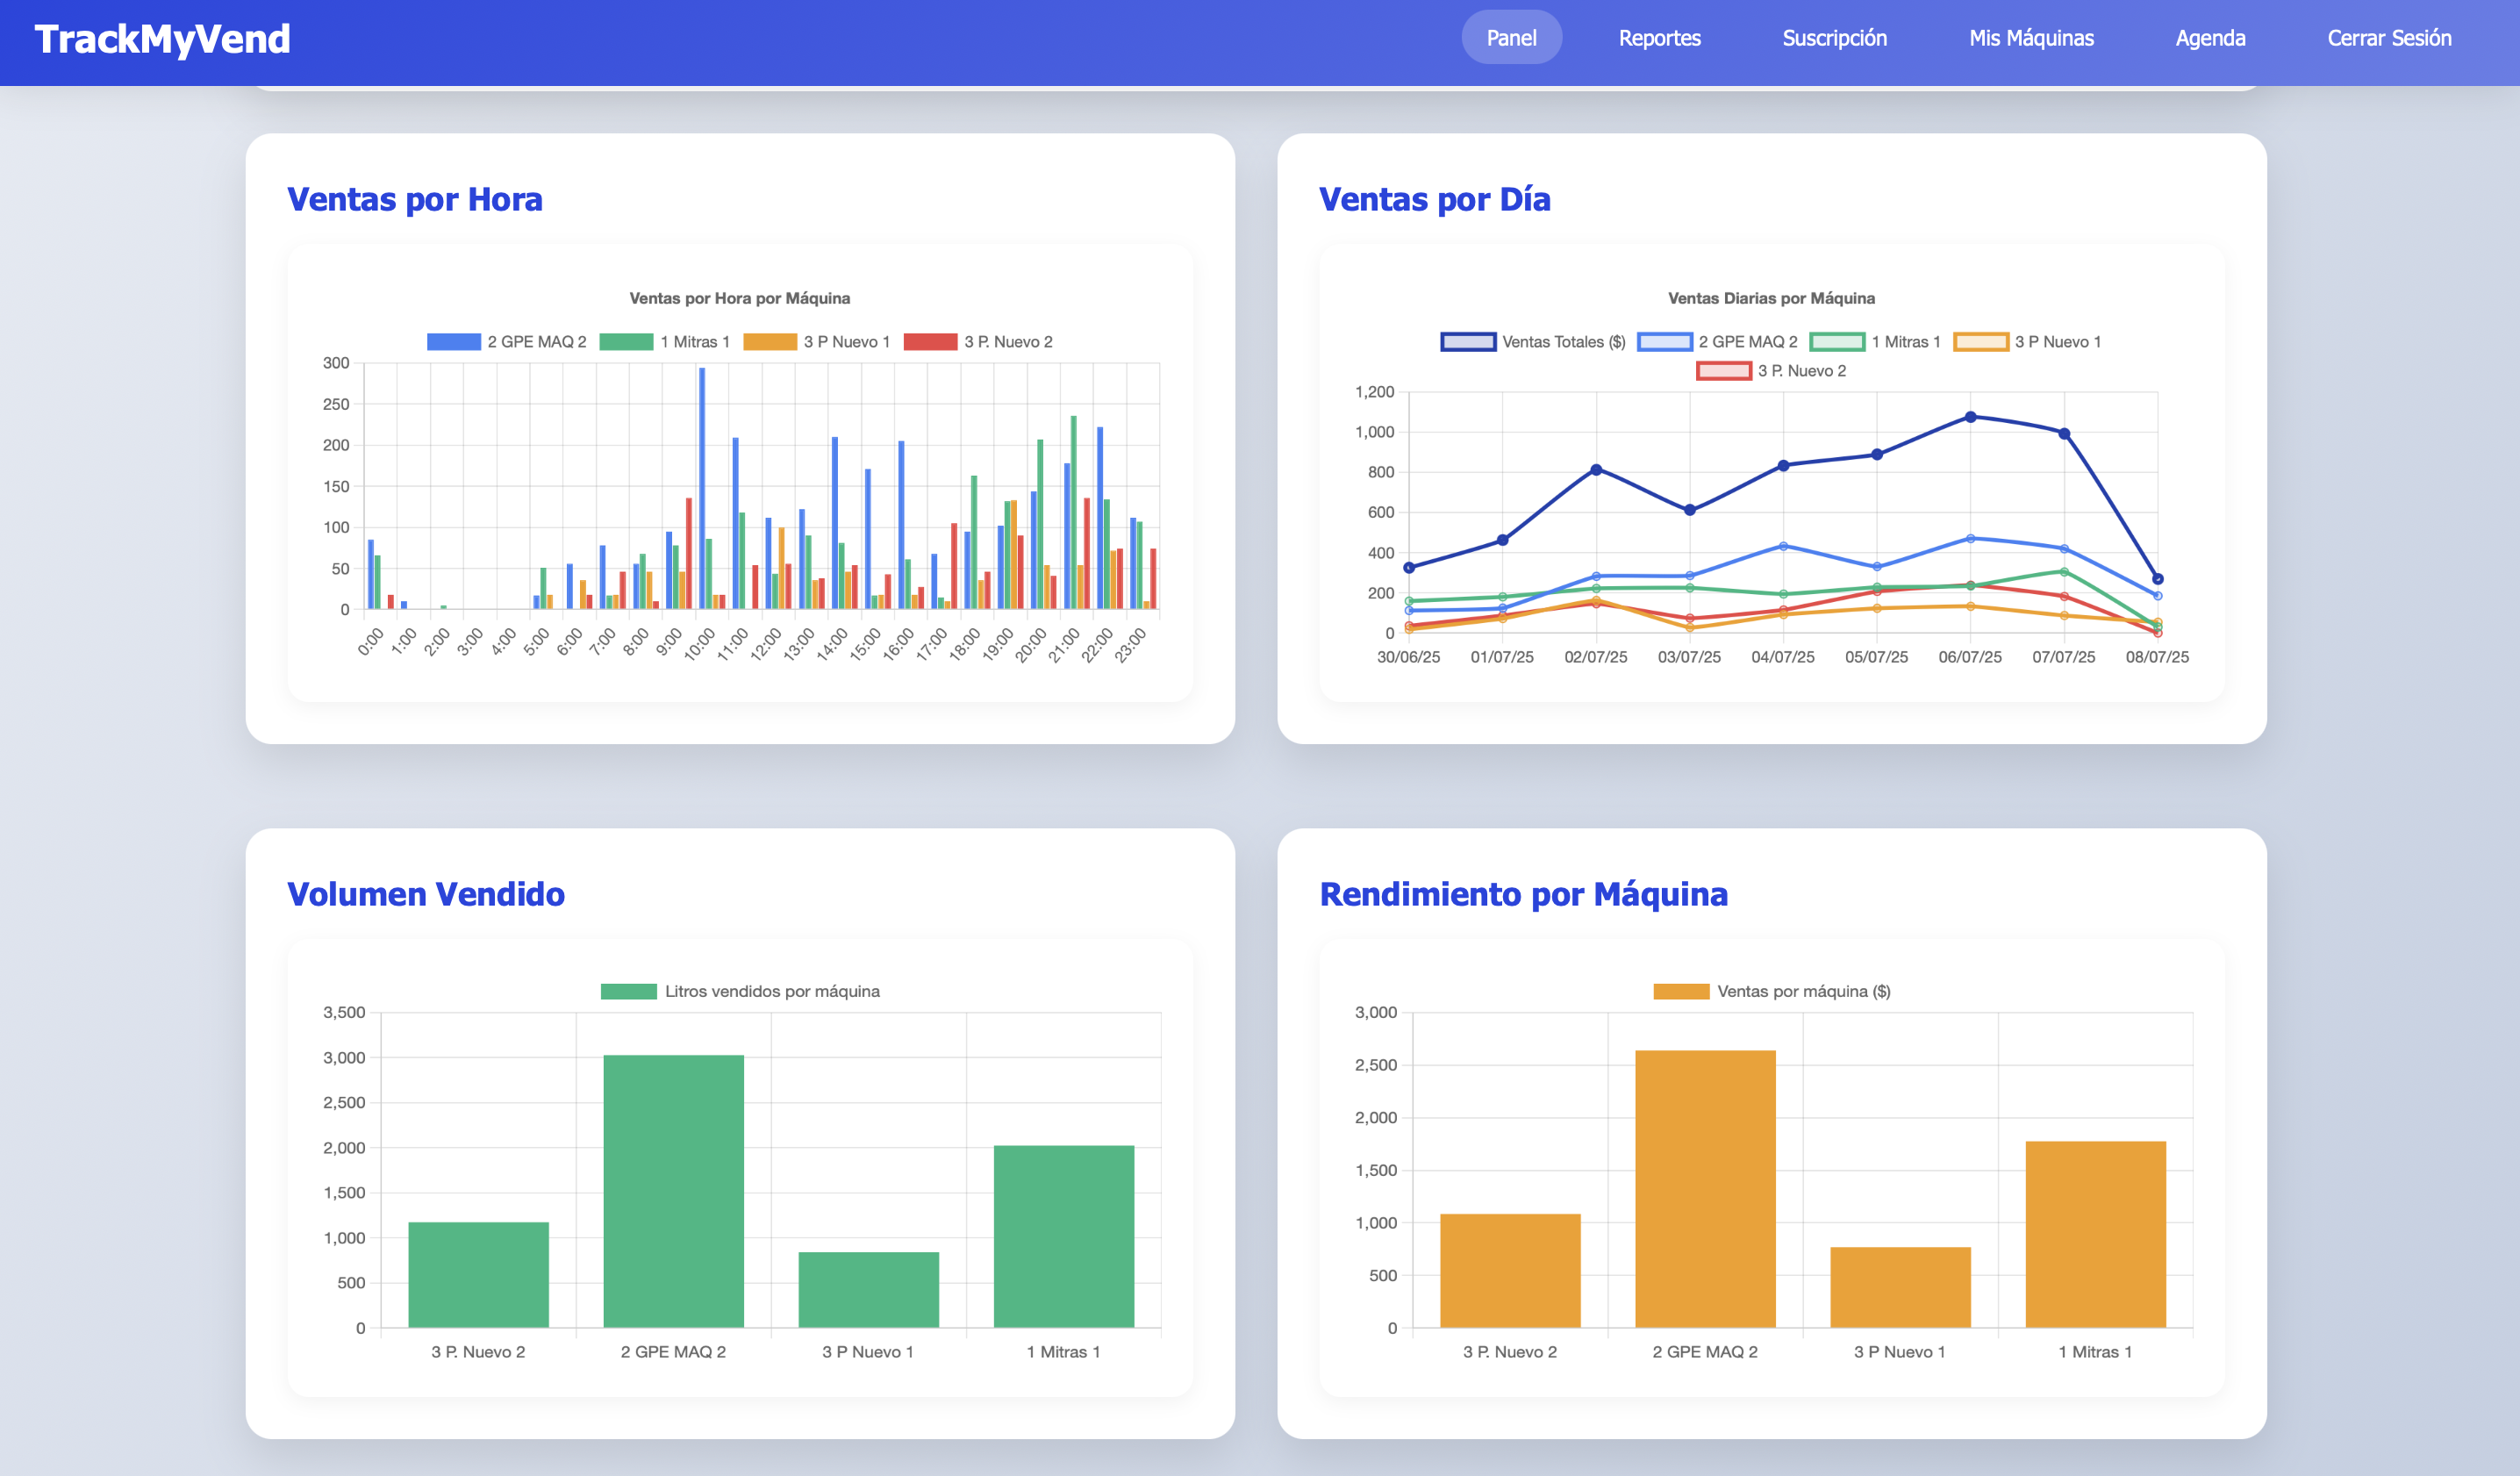 TrackMyVend
Panel Reportes Suscripción Mis Máquinas Agenda Cerrar Sesión
Ventas por Hora
Ventas por Hora por Máquina
2 GPE MAQ 2 1 Mitras 1 3 P Nuevo 1 3 P. Nuevo 2
300
250
200
150
100
50
0
0:00 1:00 2:00 3:00 4:00 5:00 6:00 7:00 8:00 9:00 10:00 11:00 12:00 13:00 14:00 15:00 16:00 17:00 18:00 19:00 20:00 21:00 22:00 23:00
Ventas por Día
Ventas Diarias por Máquina
Ventas Totales ($) 2 GPE MAQ 2 1 Mitras 1 3 P Nuevo 1
3 P. Nuevo 2
1,200
1,000
800
600
400
200
0
30/06/25 01/07/25 02/07/25 03/07/25 04/07/25 05/07/25 06/07/25 07/07/25 08/07/25
Volumen Vendido
Litros vendidos por máquina
3,500
3,000
2,500
2,000
1,500
1,000
500
0
3 P. Nuevo 2 2 GPE MAQ 2 3 P Nuevo 1 1 Mitras 1
Rendimiento por Máquina
Ventas por máquina ($)
3,000
2,500
2,000
1,500
1,000
500
0
3 P. Nuevo 2 2 GPE MAQ 2 3 P Nuevo 1 1 Mitras 1